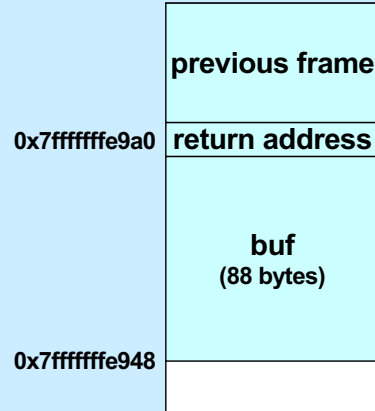 previous frame
0x7fffffffe9a0 return address
buf
(88 bytes)
0x7fffffffe948